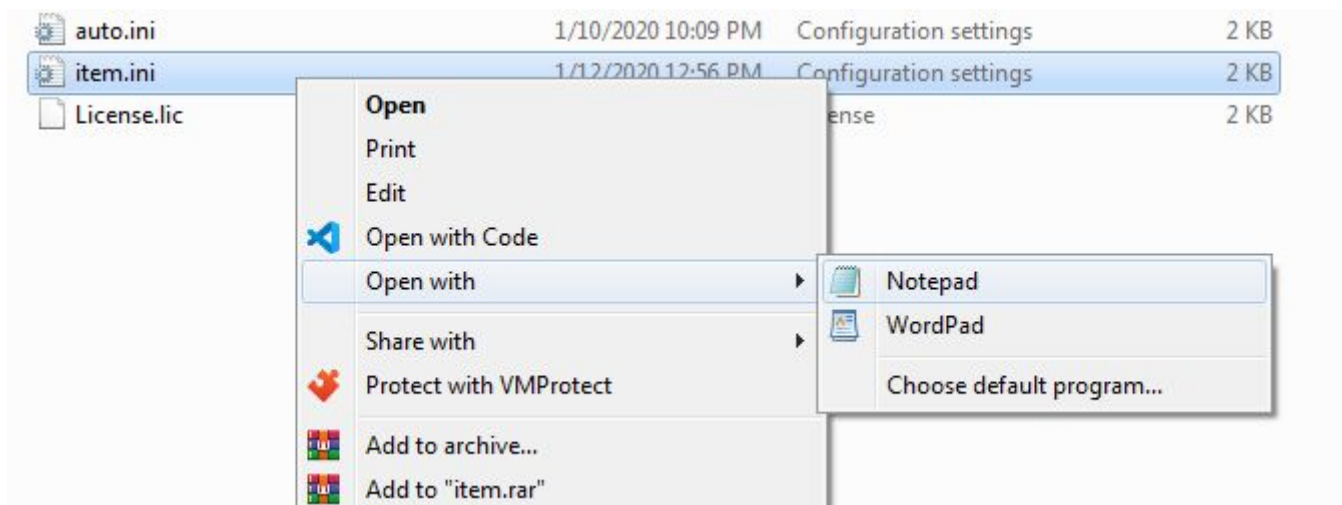 auto.ini 1/10/2020 10:09 PM Configuration settings 2 KB
item.ini 1/12/2020 12:56 PM Configuration settings 2 KB
License.lic ense 2 KB
Open
Print
Edit
Open with Code
Open with Notepad
WordPad
Share with
Protect with VMProtect Choose default program...
Add to archive...
Add to "item.rar"